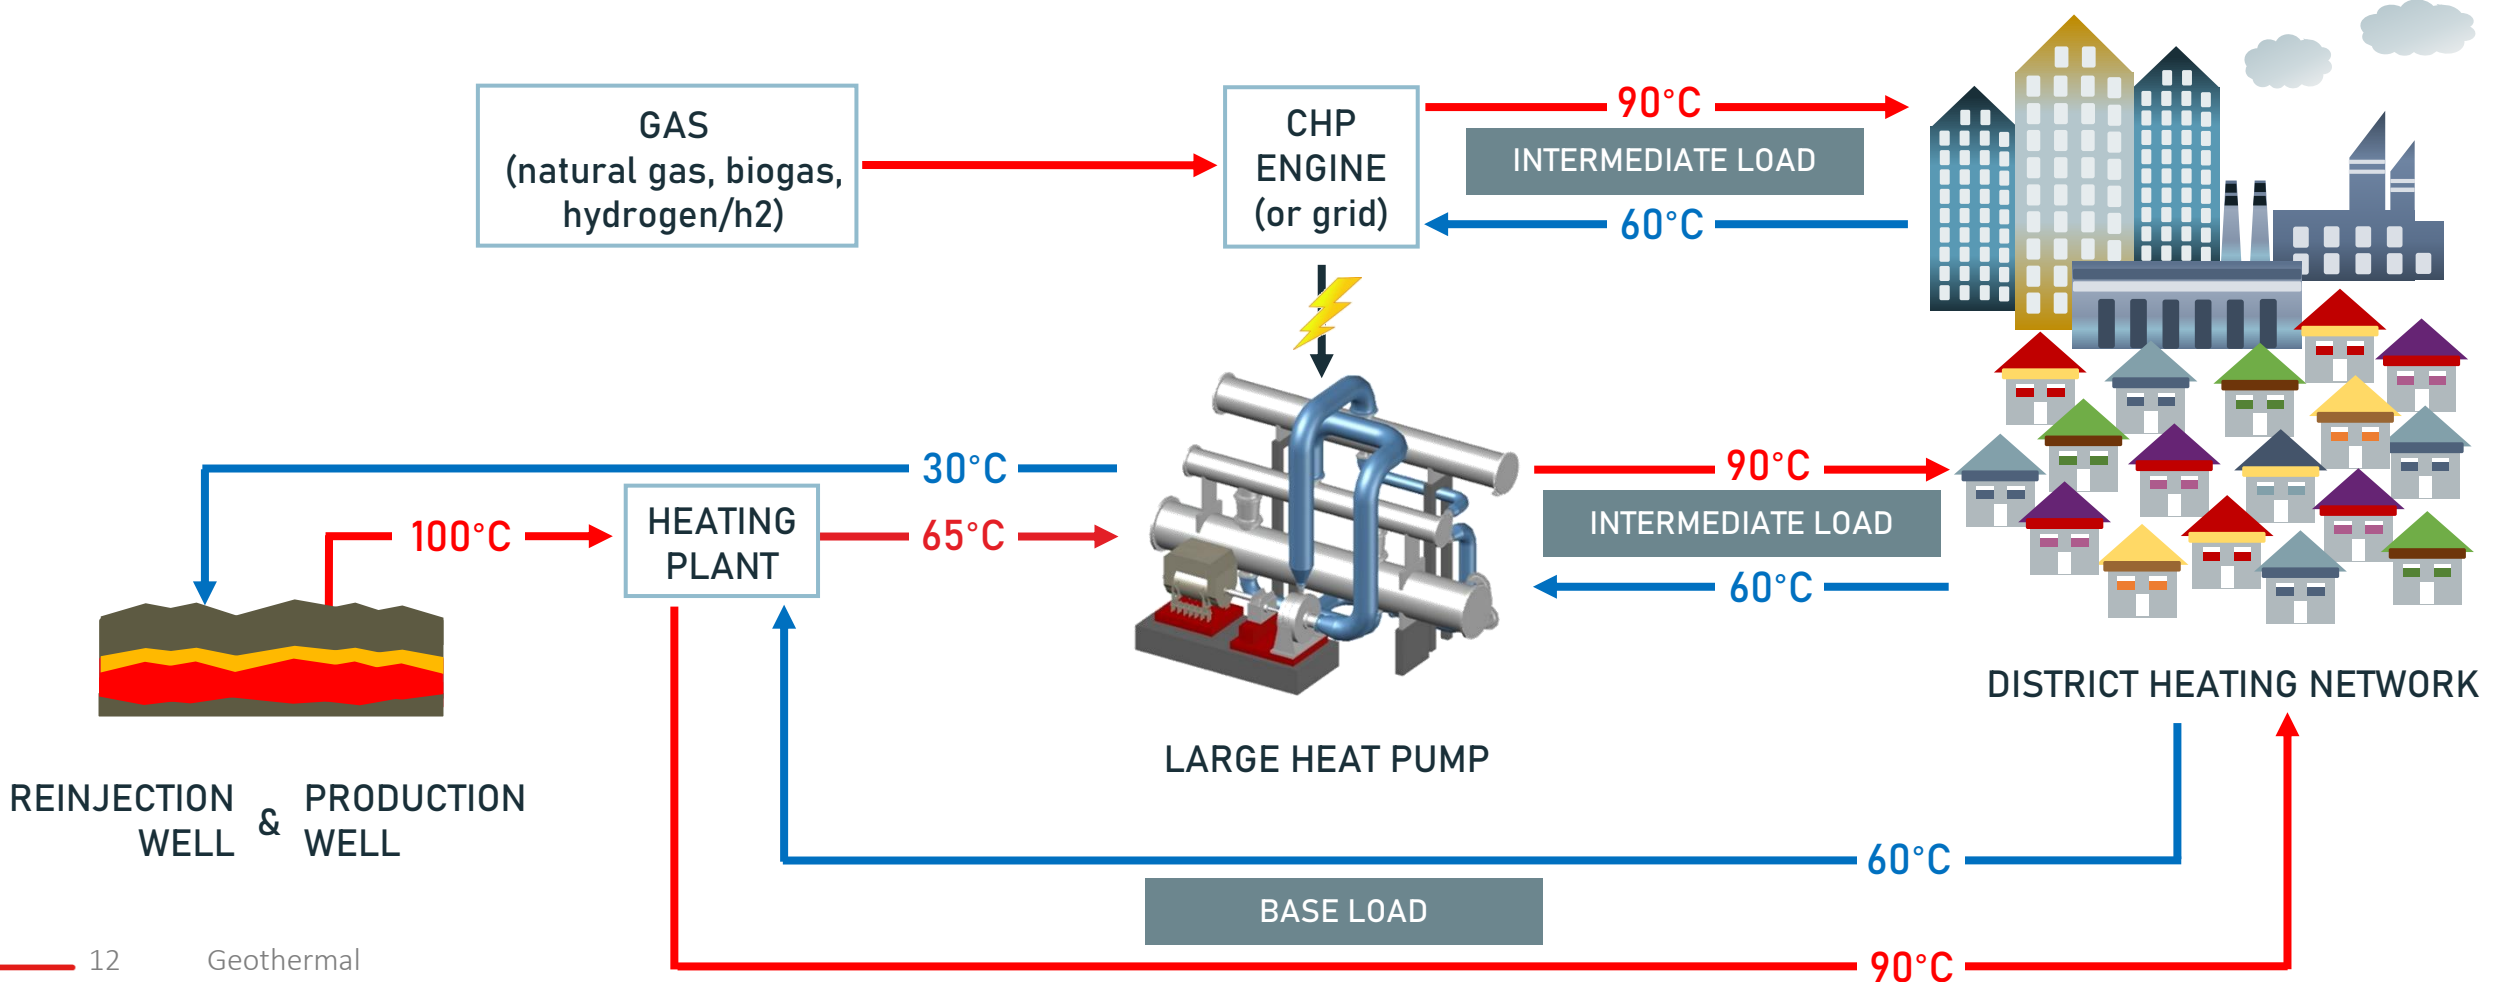 GAS
(natural gas, biogas,
hydrogen/h2)
CHP
ENGINE
(or grid)
90°C
INTERMEDIATE LOAD
60°C
30°C
100°C
HEATING
PLANT
65°C
90°C
INTERMEDIATE LOAD
60°C
DISTRICT HEATING NETWORK
LARGE HEAT PUMP
REINJECTION
WELL
&
PRODUCTION
WELL
60°C
BASE LOAD
90°C
12 Geothermal